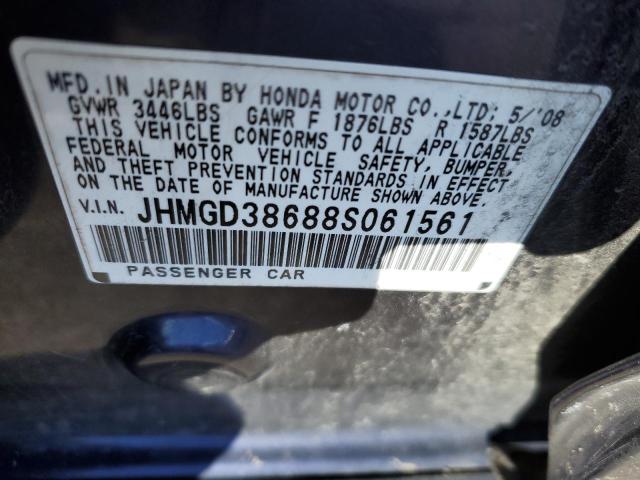 MFD. IN JAPAN BY HONDA MOTOR CO., LTD; 5/'08
GVWR 3446LBS GAWR F 1876LBS R 1587LBS
THIS VEHICLE CONFORMS TO ALL APPLICABLE
FEDERAL MOTOR VEHICLE SAFETY, BUMPER,
AND THEFT PREVENTION STANDARDS IN EFFECT
ON THE DATE OF MANUFACTURE SHOWN ABOVE.
V.I.N. JHMGD38688S061561
PASSENGER CAR